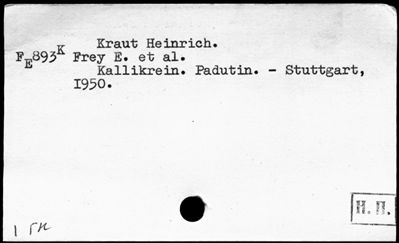 Kraut Heinrich.
FE893K Frey E. et al.
Kallikrein. Padutin. - Stuttgart,
1950.
Н.П.